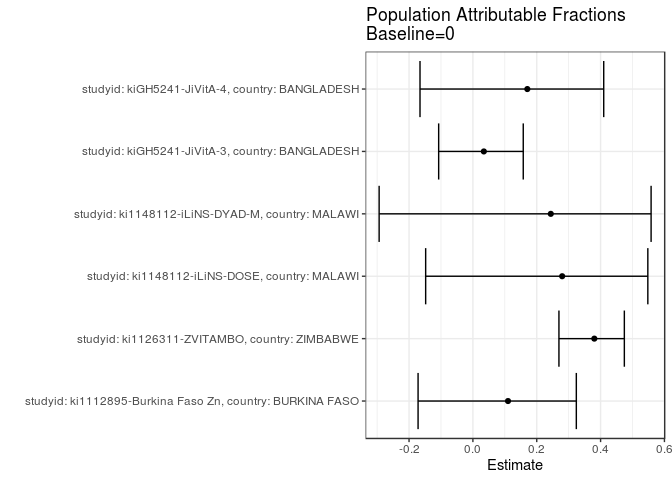 Population Attributable Fractions
Baseline=0
studyid: kiGH5241-JiVitA-4, country: BANGLADESH
studyid: kiGH5241-JiVitA-3, country: BANGLADESH
studyid: ki1148112-iLiNS-DYAD-M, country: MALAWI
studyid: ki1148112-iLiNS-DOSE, country: MALAWI
studyid: ki1126311-ZVITAMBO, country: ZIMBABWE
studyid: ki1112895-Burkina Faso Zn, country: BURKINA FASO
-0.2 0.0 0.2 0.4 0.6
Estimate